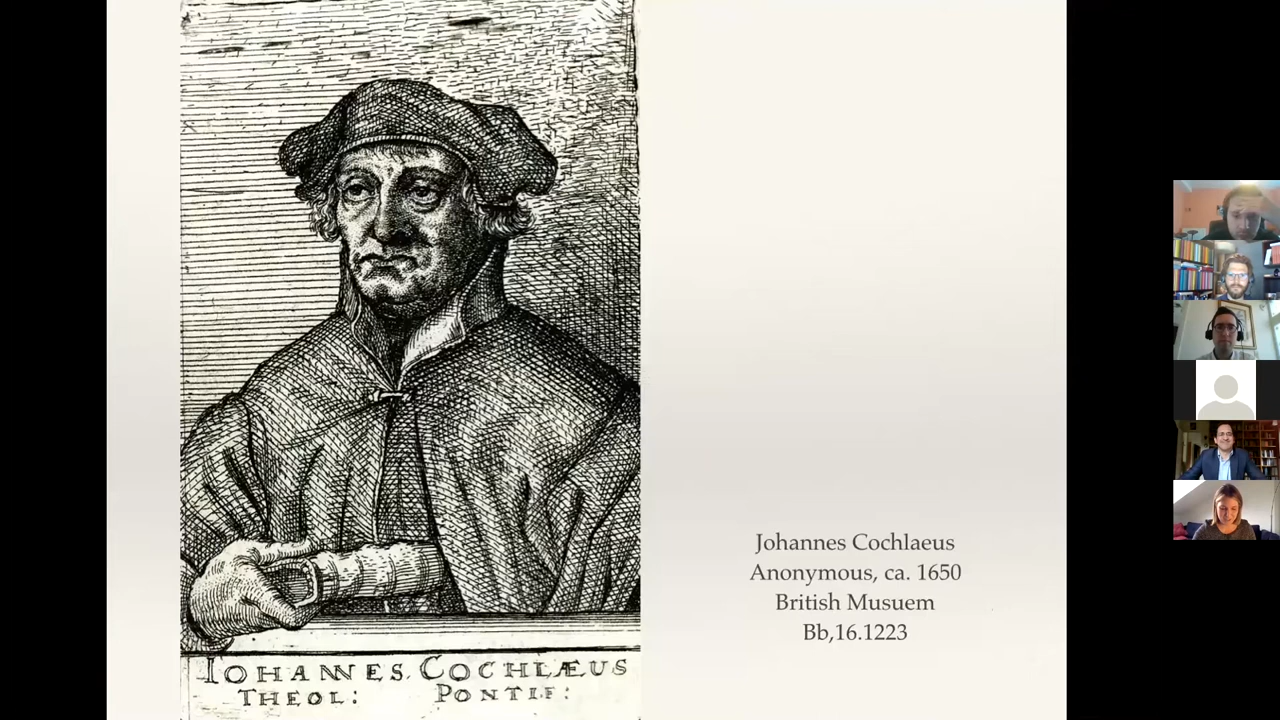 IOHANNES. COCHLÆUS
THEOL: PONTIF:
Johannes Cochlaeus
Anonymous, ca. 1650
British Musuem
Bb,16.1223